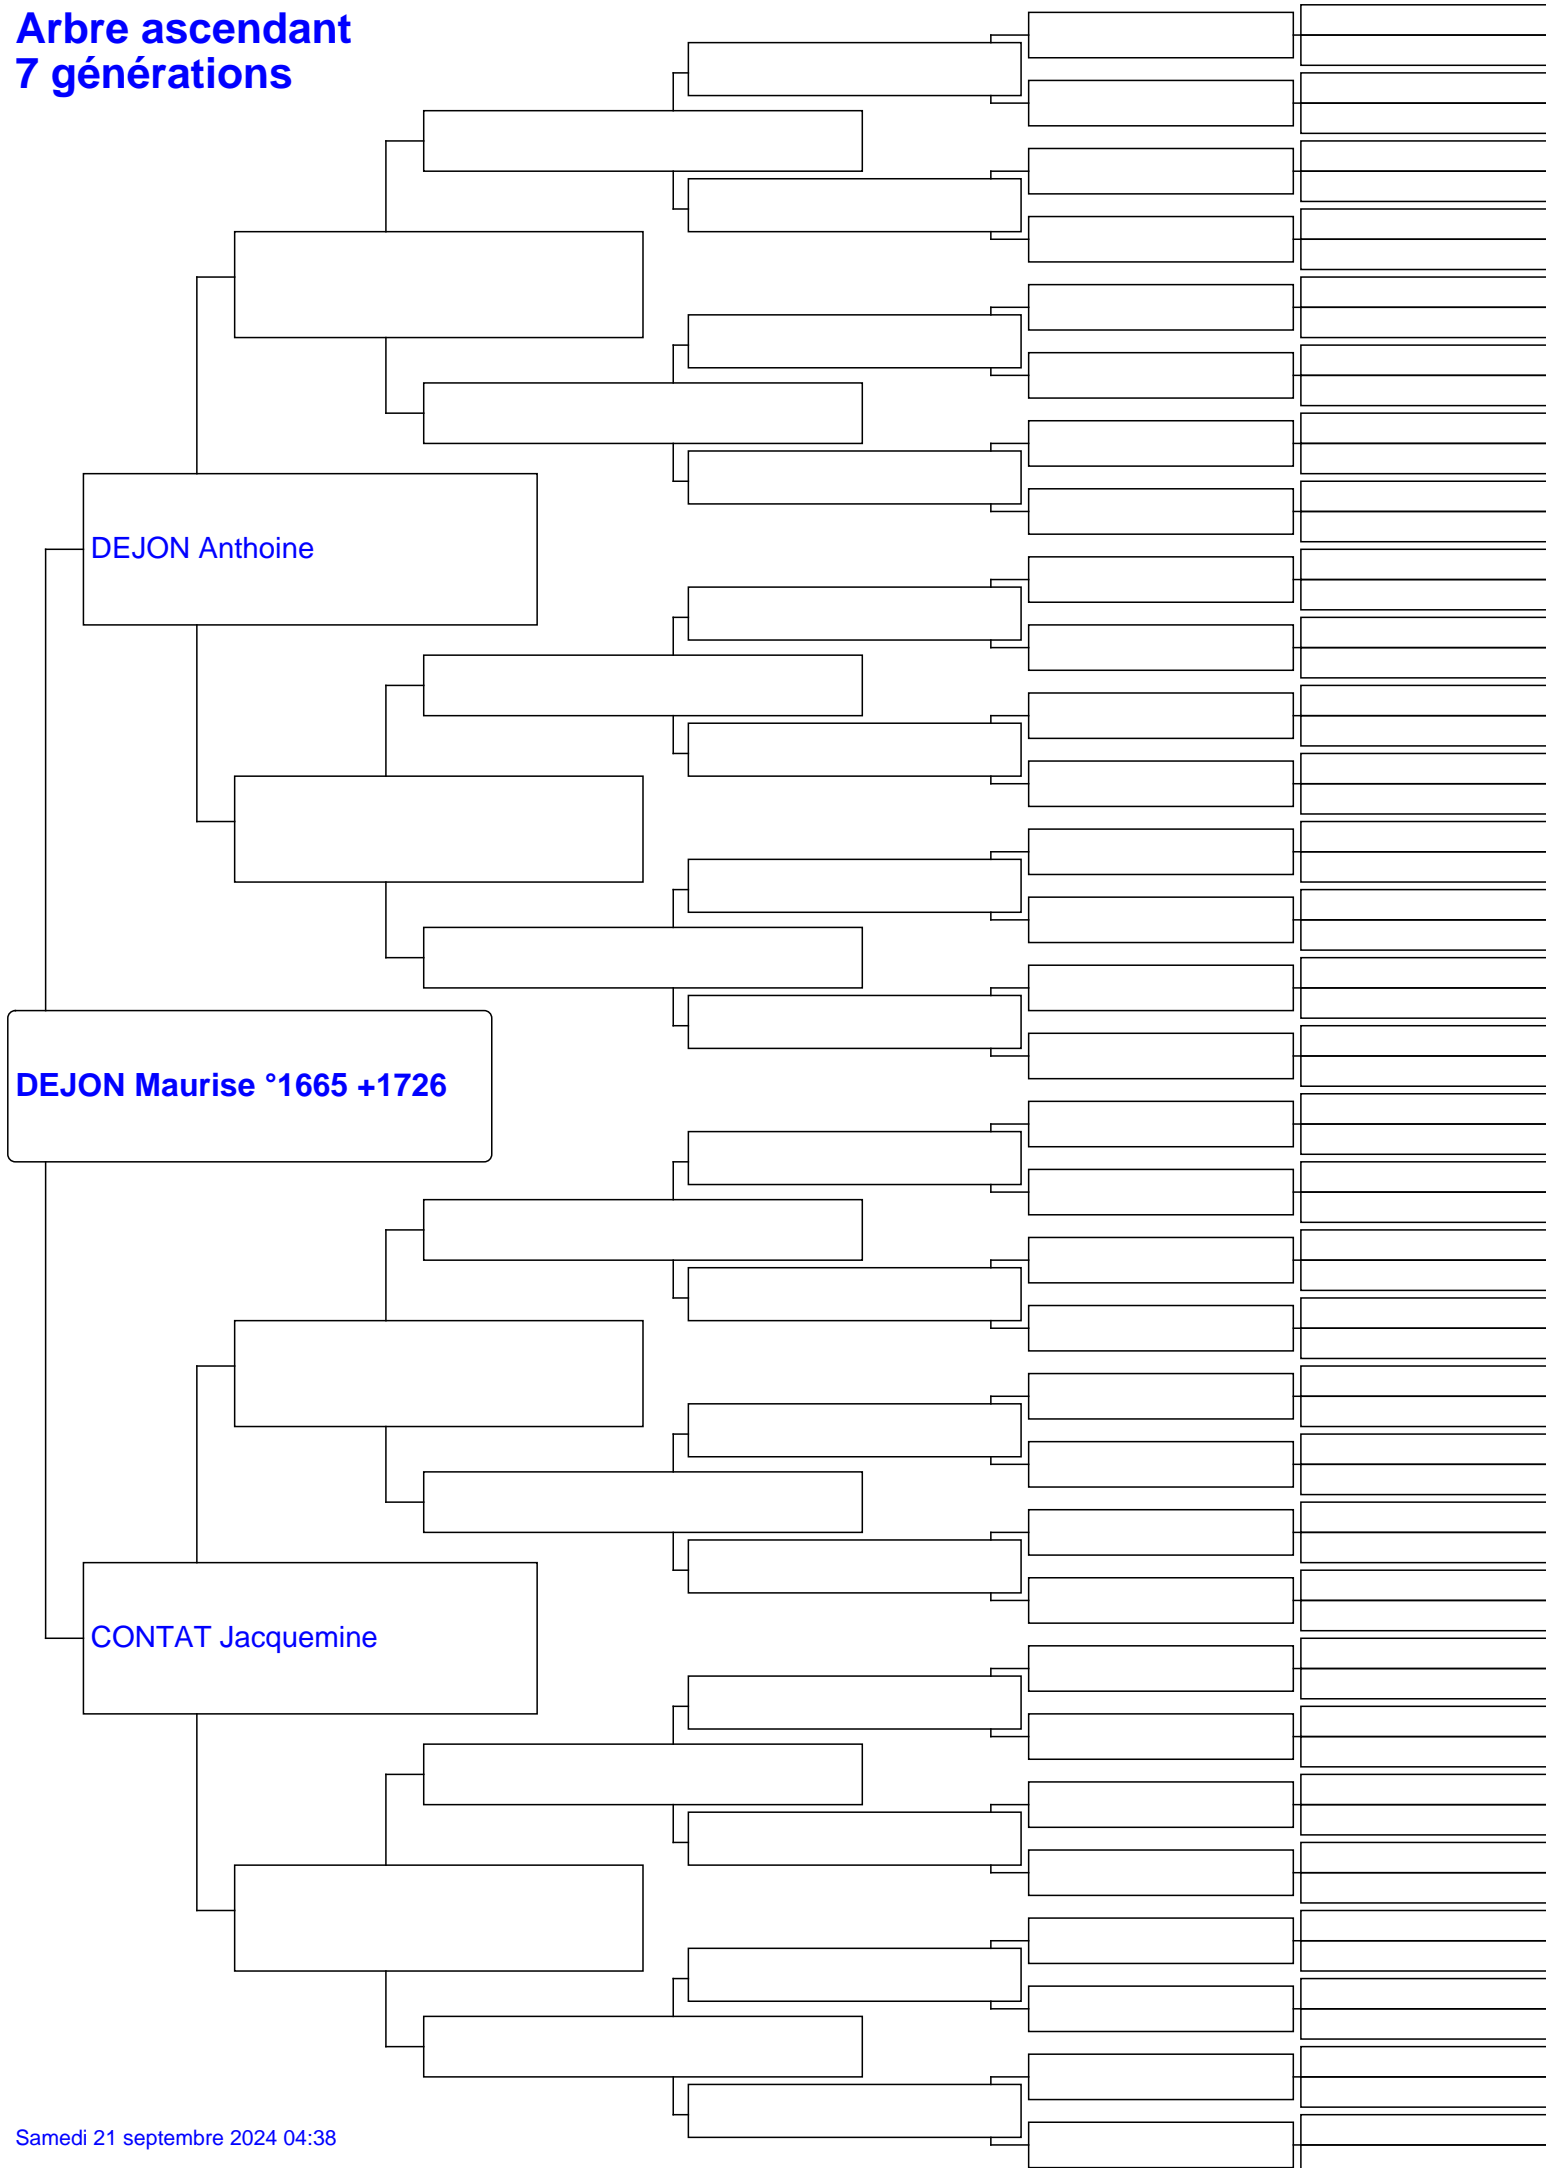 Arbre ascendant
7 générations
DEJON Anthoine
DEJON Maurise °1665 +1726
CONTAT Jacquemine
Samedi 21 septembre 2024 04:38